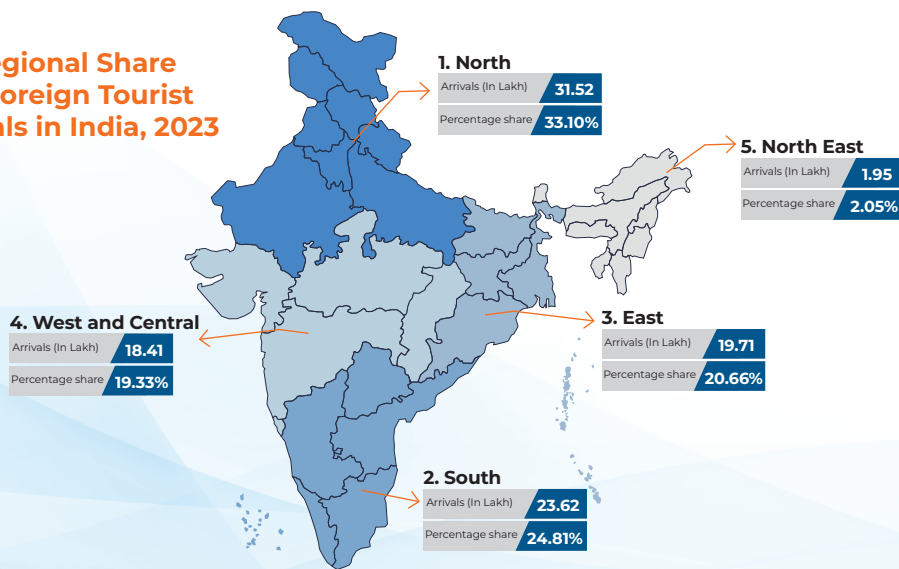 egional Share
oreign Tourist
als in India, 2023
1. North
Arrivals (In Lakh) 31.52
Percentage share 33.10%
5. North East
Arrivals (In Lakh) 1.95
Percentage share 2.05%
4. West and Central
Arrivals (In Lakh) 18.41
Percentage share 19.33%
3. East
Arrivals (In Lakh) 19.71
Percentage share 20.66%
2. South
Arrivals (In Lakh) 23.62
Percentage share 24.81%